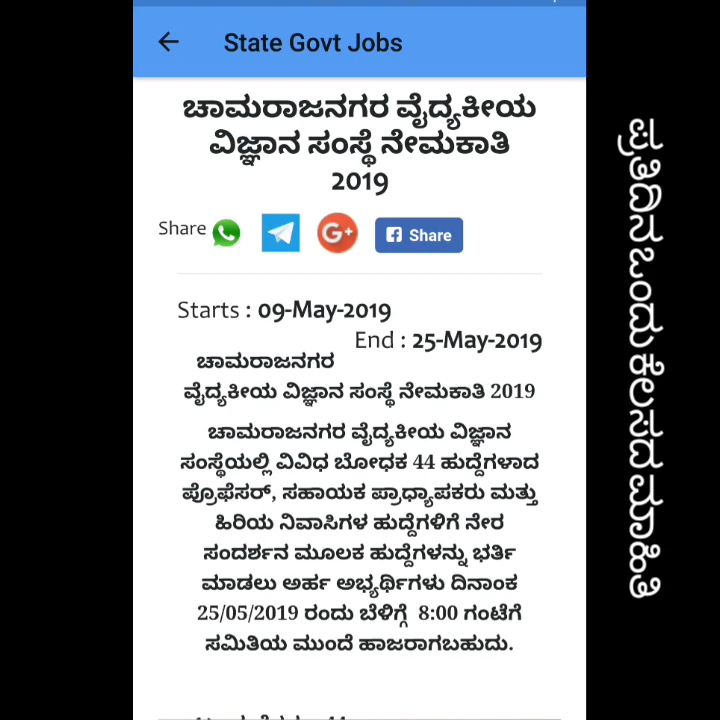 State Govt Jobs
ಚಾಮರಾಜನಗರ ವೈದ್ಯಕೀಯ
ವಿಜ್ಞಾನ ಸಂಸ್ಥೆ ನೇಮಕಾತಿ
2019
Share
Share
Starts : 09-May-2019
End : 25-May-2019
ಚಾಮರಾಜನಗರ
ವೈದ್ಯಕೀಯ ವಿಜ್ಞಾನ ಸಂಸ್ಥೆ ನೇಮಕಾತಿ 2019
ಚಾಮರಾಜನಗರ ವೈದ್ಯಕೀಯ ವಿಜ್ಞಾನ
ಸಂಸ್ಥೆಯಲ್ಲಿ ವಿವಿಧ ಬೋಧಕ 44 ಹುದ್ದೆಗಳಾದ
ಪ್ರೊಫೆಸರ್, ಸಹಾಯಕ ಪ್ರಾಧ್ಯಾಪಕರು ಮತ್ತು
ಹಿರಿಯ ನಿವಾಸಿಗಳ ಹುದ್ದೆಗಳಿಗೆ ನೇರ
ಸಂದರ್ಶನ ಮೂಲಕ ಹುದ್ದೆಗಳನ್ನು ಭರ್ತಿ
ಮಾಡಲು ಅರ್ಹ ಅಭ್ಯರ್ಥಿಗಳು ದಿನಾಂಕ
25/05/2019 ರಂದು ಬೆಳಿಗ್ಗೆ 8:00 ಗಂಟೆಗೆ
ಸಮಿತಿಯ ಮುಂದೆ ಹಾಜರಾಗಬಹುದು.
ಪ್ರತಿದಿನ ಒಂದು ಕೆಲಸದ ಮಾಹಿತಿ